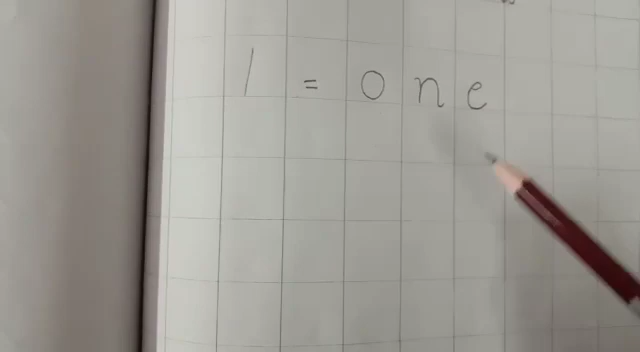 1 = one